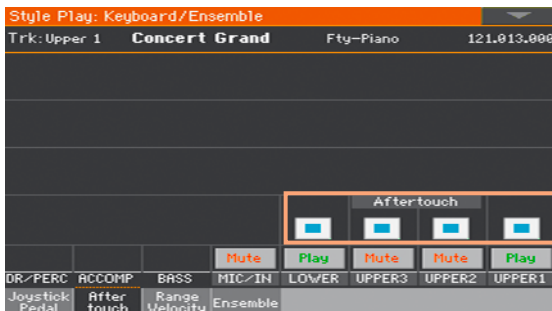 Style Play: Keyboard/Ensemble
Trk:Upper 1 Concert Grand Fty-Piano 121.013.000
Aftertouch
Mute Play Mute Mute Play
DR/PERC ACCOMP BASS MIC/IN LOWER UPPER3 UPPER2 UPPER1
Joystick After Range Ensemble
Pedal touch Velocity